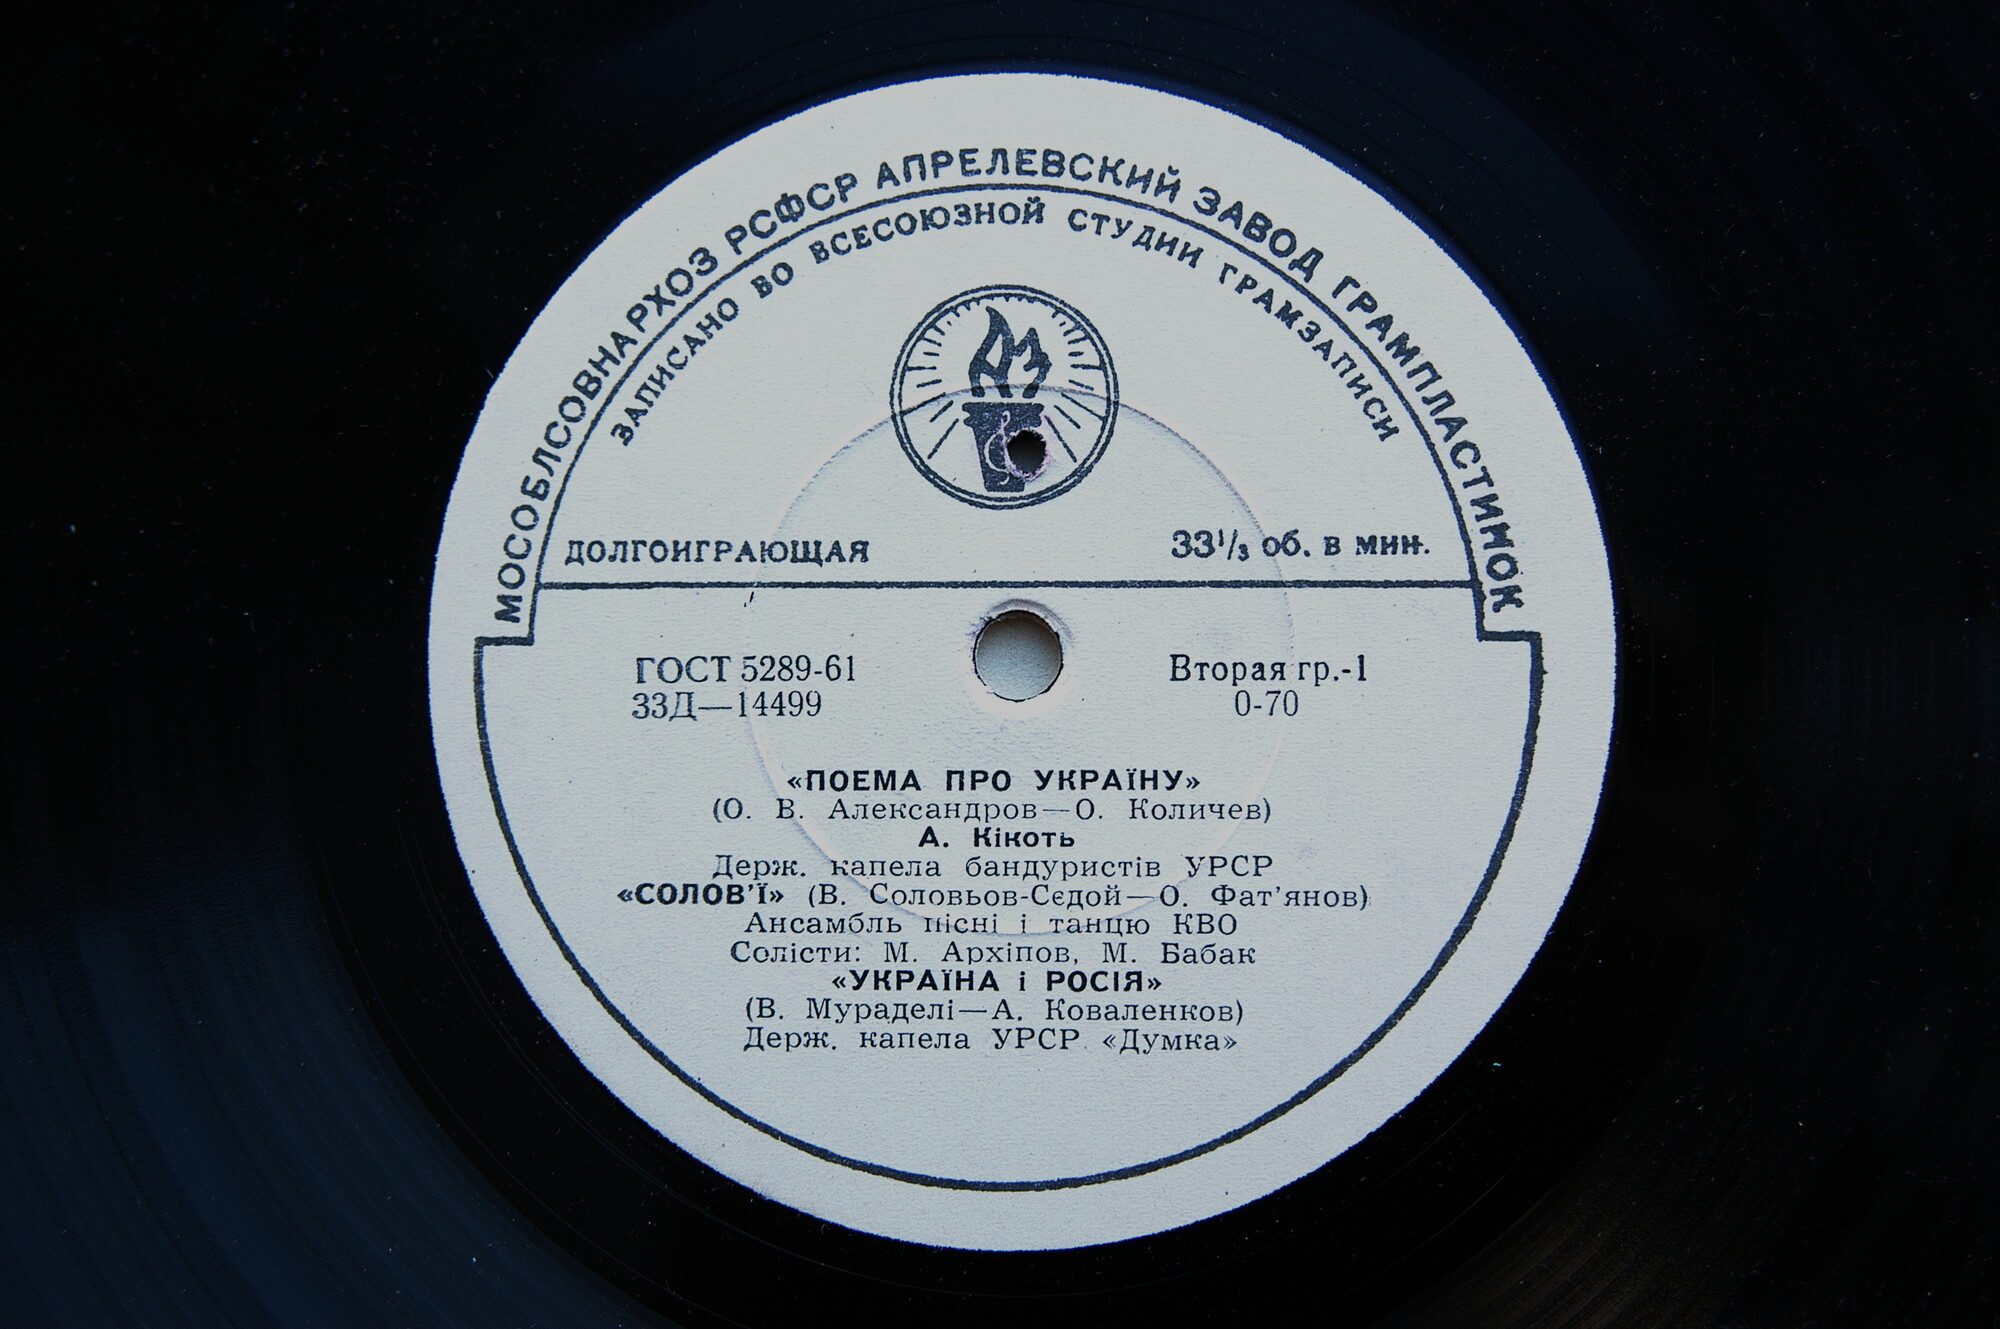 МОСОБЛСОВНАРХОЗ РСФСР АПРЕЛЕВСКИЙ ЗАВОД ГРАМПЛАСТИНОК
ЗАПИСАНО ВО ВСЕСОЮЗНОЙ СТУДИИ ГРАМЗАПИСИ
ДОЛГОИГРАЮЩАЯ 33⅓ об. в мин.
ГОСТ 5289-61 Вторая гр.-1
33Д—14499 0-70
«ПОЕМА ПРО УКРАЇНУ»
(О. В. Александров—О. Количев)
А. Кікоть
Держ. капела бандуристів УРСР
«СОЛОВ'Ї» (В. Соловьов-Сєдой—О. Фат'янов)
Ансамбль пісні і танцю КВО
Солісти: М. Архіпов, М. Бабак
«УКРАЇНА і РОСІЯ»
(В. Мураделі—А. Коваленков)
Держ. капела УРСР «Думка»